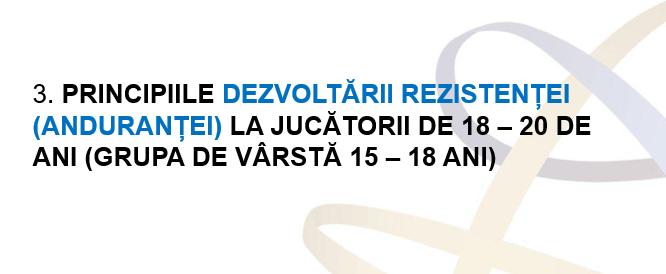 3. PRINCIPIILE DEZVOLTĂRII REZISTENȚEI
(ANDURANȚEI) LA JUCĂTORII DE 18 – 20 DE
ANI (GRUPA DE VÂRSTĂ 15 – 18 ANI)